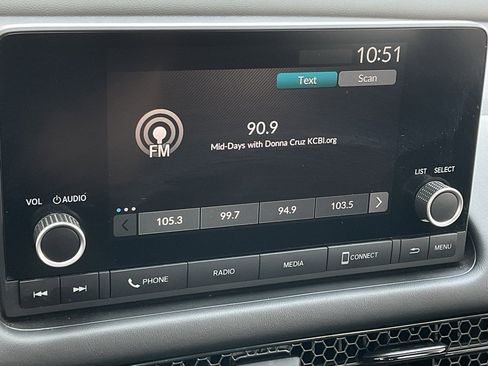 10:51
Text Scan
FM
90.9
Mid-Days with Donna Cruz KCBI.org
VOL AUDIO
LIST SELECT
105.3 99.7 94.9 103.5
PHONE RADIO MEDIA CONNECT MENU